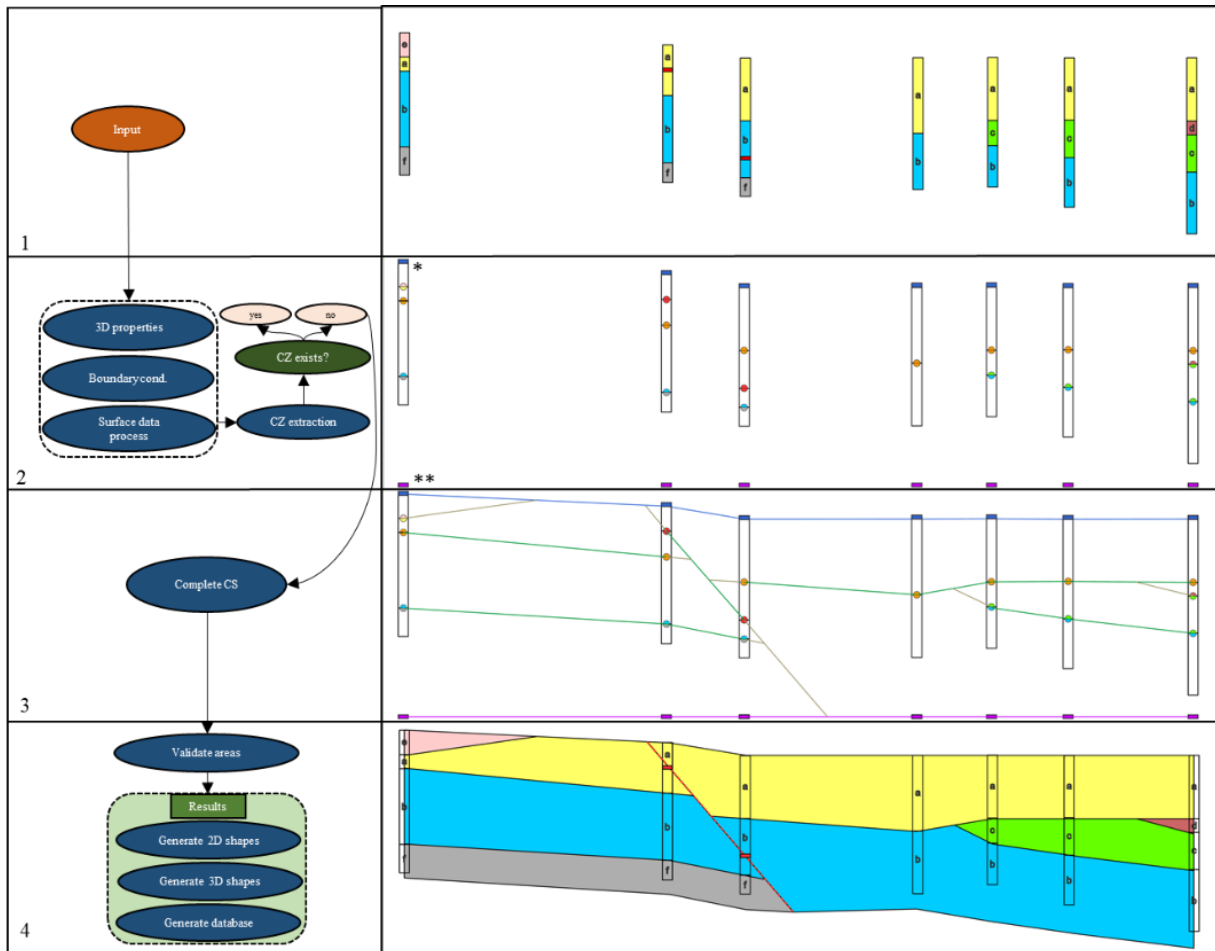 Input
1
e
a
b
f
a
b
f
a
b
f
a
b
a
c
b
a
c
b
a
d
c
b
3D properties
Boundary cond.
Surface data
process
yes
no
CZ exists?
CZ extraction
2
*
**
Complete CS
3
Validate areas
Results
Generate 2D shapes
Generate 3D shapes
Generate database
4
e
a
b
f
a
b
f
a
b
f
a
b
a
c
b
a
c
b
a
d
c
b